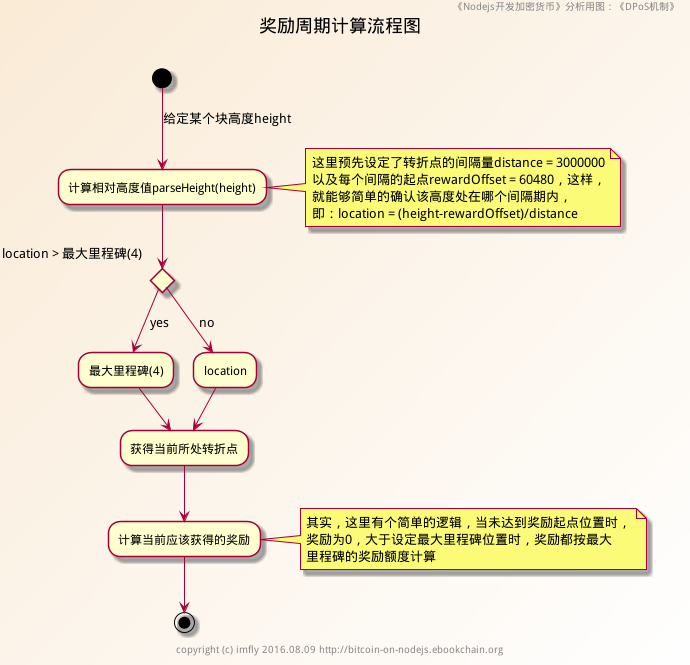 《Nodejs开发加密货币》分析用图：《DPoS机制》
奖励周期计算流程图
给定某个块高度height
计算相对高度值parseHeight(height)
这里预先设定了转折点的间隔量distance = 3000000
以及每个间隔的起点rewardOffset = 60480，这样，
就能够简单的确认该高度处在哪个间隔期内，
即：location = (height-rewardOffset)/distance
location > 最大里程碑(4)
yes
no
最大里程碑(4)
location
获得当前所处转折点
计算当前应该获得的奖励
其实，这里有个简单的逻辑，当未达到奖励起点位置时，
奖励为0，大于设定最大里程碑位置时，奖励都按最大
里程碑的奖励额度计算
copyright (c) imfly 2016.08.09 http://bitcoin-on-nodejs.ebookchain.org